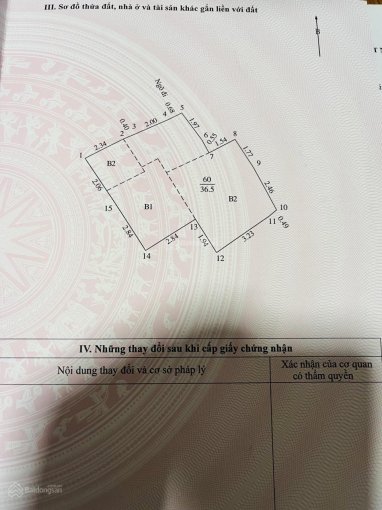 III. Sơ đồ thửa đất, nhà ở và tài sản khác gắn liền với đất
B
Ngõ đi
0.68
5
4
2.00
3
0.40
2
2.34
1
1.97
6
0.55
7
1.54
8
1.77
9
2.46
10
0.49
11
3.23
12
1.94
13
2.84
14
2.84
15
2.06
B2
B1
60
36.5
B2
IV. Những thay đổi sau khi cấp giấy chứng nhận
Nội dung thay đổi và cơ sở pháp lý
Xác nhận của cơ quan
có thẩm quyền
Batdongsan